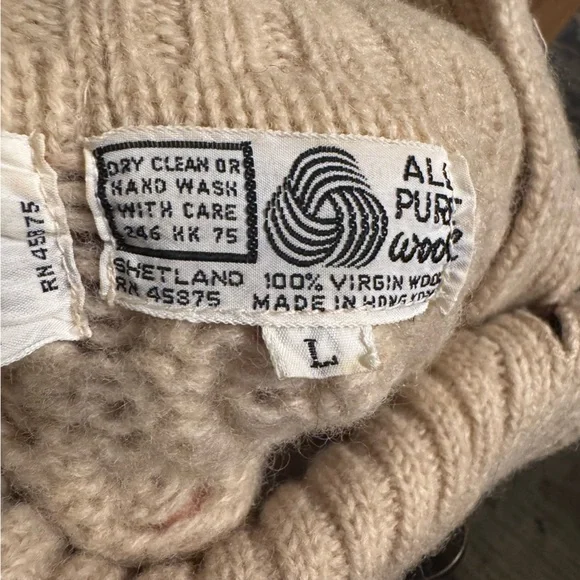 RN 45875
DRY CLEAN OR
HAND WASH
WITH CARE
246 HK 75
ALL
PURE
wool
SHETLAND
RN 45875
100% VIRGIN WOOL
MADE IN HONG KONG
L